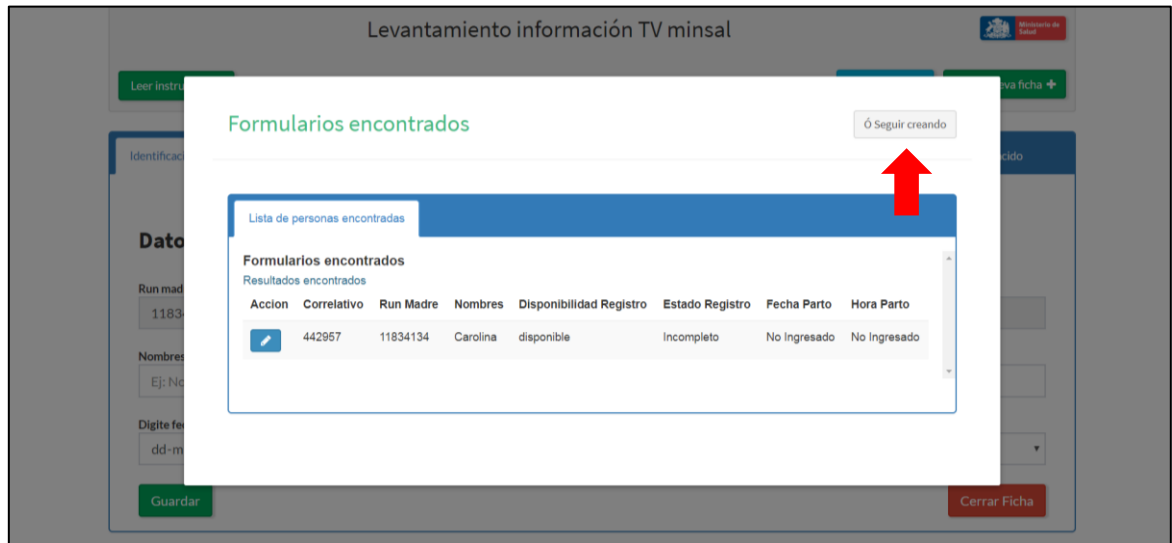 Levantamiento información TV minsal
Ministerio de
Salud
Leer instru
eva ficha
Formularios encontrados
Ó Seguir creando
Identificaci
cido
Lista de personas encontradas
Dato
Formularios encontrados
Resultados encontrados
Run mad
Accion Correlativo Run Madre Nombres Disponibilidad Registro Estado Registro Fecha Parto Hora Parto
1183
442957 11834134 Carolina disponible Incompleto No Ingresado No Ingresado
Nombres
Ej: No
Digite fe
dd-m
Guardar
Cerrar Ficha